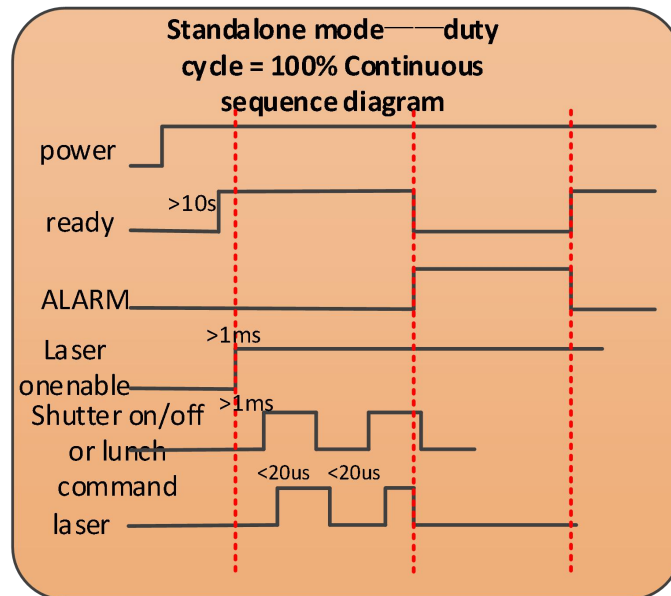 Standalone mode——duty
cycle = 100% Continuous
sequence diagram
power
>10s
ready
ALARM
>1ms
Laser
onenable
>1ms
Shutter on/off
or lunch
command
<20us <20us
laser